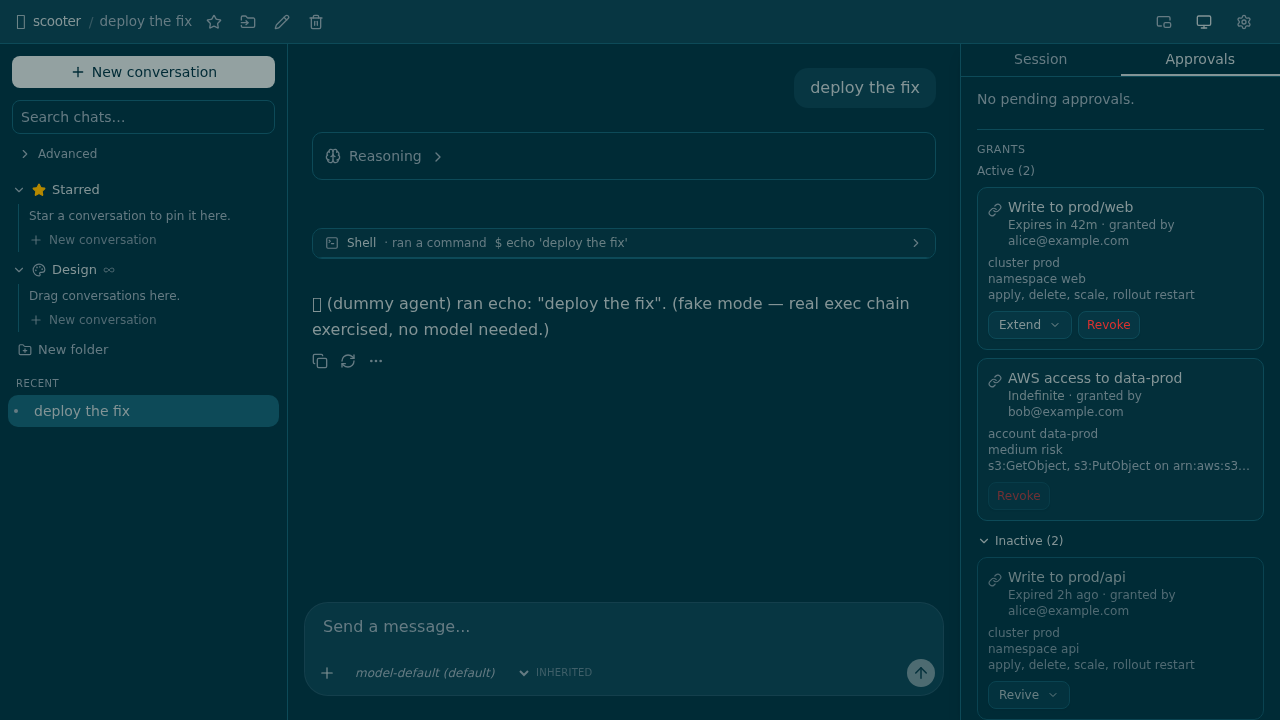 scooter / deploy the fix
New conversation
Search chats...
Advanced
Starred
Star a conversation to pin it here.
New conversation
Design
Drag conversations here.
New conversation
New folder
RECENT
deploy the fix
deploy the fix
Reasoning
Shell · ran a command $ echo 'deploy the fix'
(dummy agent) ran echo: "deploy the fix". (fake mode — real exec chain
exercised, no model needed.)
Send a message...
model-default (default) INHERITED
Session Approvals
No pending approvals.
GRANTS
Active (2)
Write to prod/web
Expires in 42m · granted by
alice@example.com
cluster prod
namespace web
apply, delete, scale, rollout restart
Extend Revoke
AWS access to data-prod
Indefinite · granted by
bob@example.com
account data-prod
medium risk
s3:GetObject, s3:PutObject on arn:aws:s3...
Revoke
Inactive (2)
Write to prod/api
Expired 2h ago · granted by
alice@example.com
cluster prod
namespace api
apply, delete, scale, rollout restart
Revive